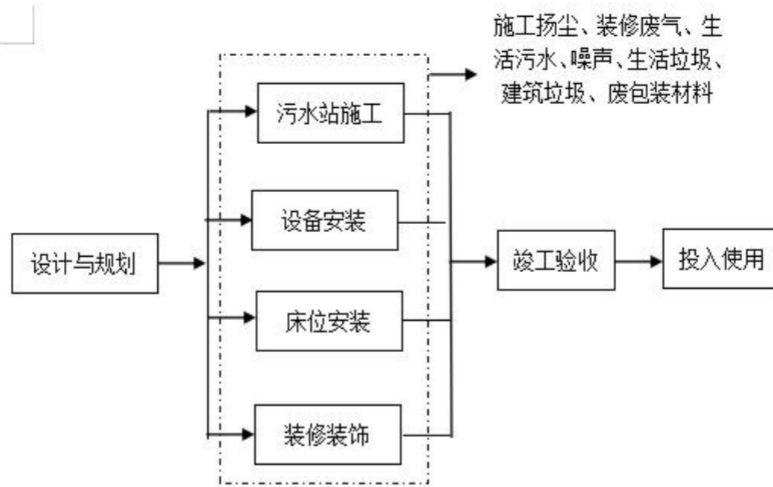 施工扬尘、装修废气、生
活污水、噪声、生活垃圾、
建筑垃圾、废包装材料
污水站施工
设备安装
设计与规划
竣工验收
投入使用
床位安装
装修装饰